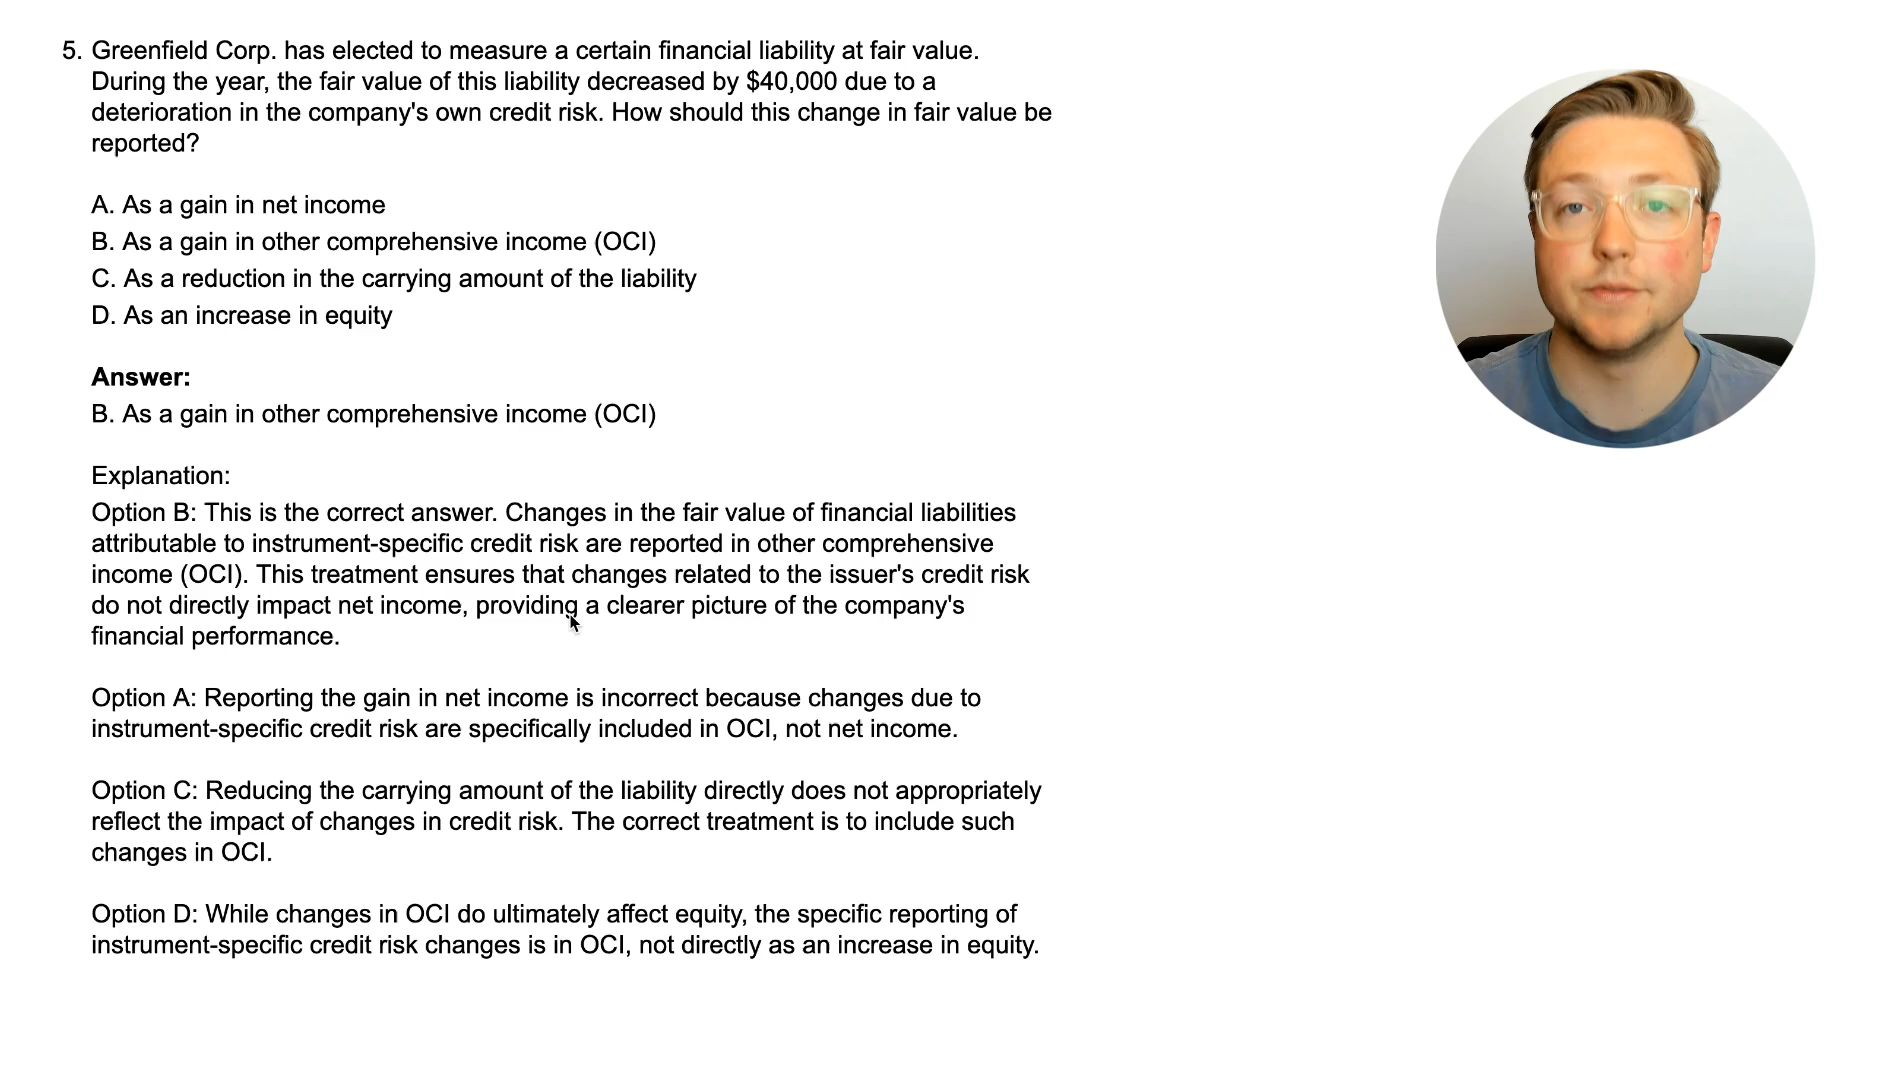 5. Greenfield Corp. has elected to measure a certain financial liability at fair value.
During the year, the fair value of this liability decreased by $40,000 due to a
deterioration in the company's own credit risk. How should this change in fair value be
reported?
A. As a gain in net income
B. As a gain in other comprehensive income (OCI)
C. As a reduction in the carrying amount of the liability
D. As an increase in equity
Answer:
B. As a gain in other comprehensive income (OCI)
Explanation:
Option B: This is the correct answer. Changes in the fair value of financial liabilities
attributable to instrument-specific credit risk are reported in other comprehensive
income (OCI). This treatment ensures that changes related to the issuer's credit risk
do not directly impact net income, providing a clearer picture of the company's
financial performance.
Option A: Reporting the gain in net income is incorrect because changes due to
instrument-specific credit risk are specifically included in OCI, not net income.
Option C: Reducing the carrying amount of the liability directly does not appropriately
reflect the impact of changes in credit risk. The correct treatment is to include such
changes in OCI.
Option D: While changes in OCI do ultimately affect equity, the specific reporting of
instrument-specific credit risk changes is in OCI, not directly as an increase in equity.